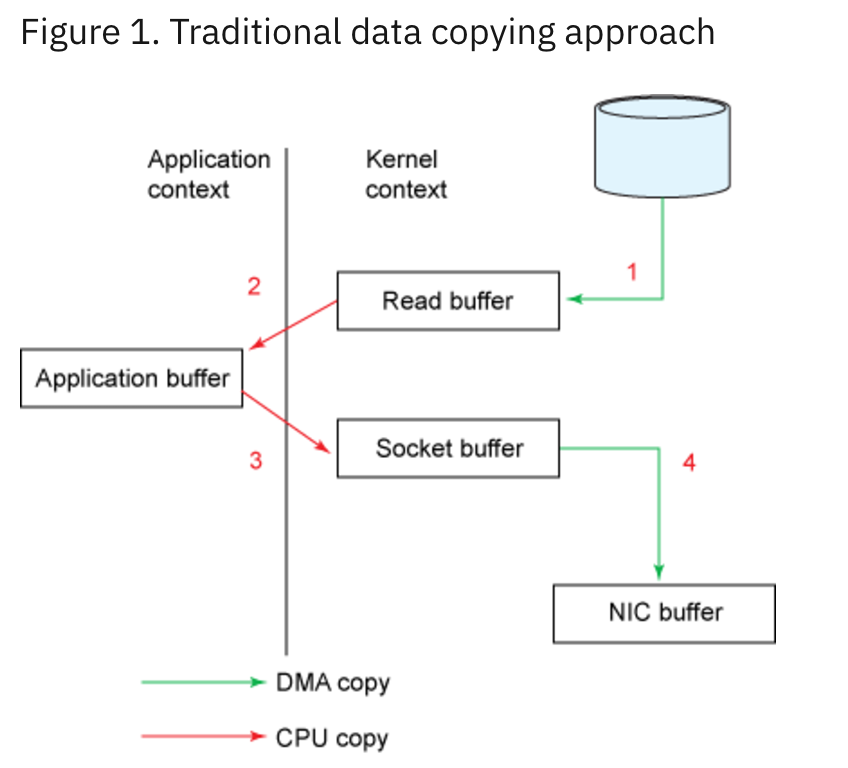 Figure 1. Traditional data copying approach
Application
context
Kernel
context
1
2
Read buffer
Application buffer
3
Socket buffer
4
NIC buffer
DMA copy
CPU copy